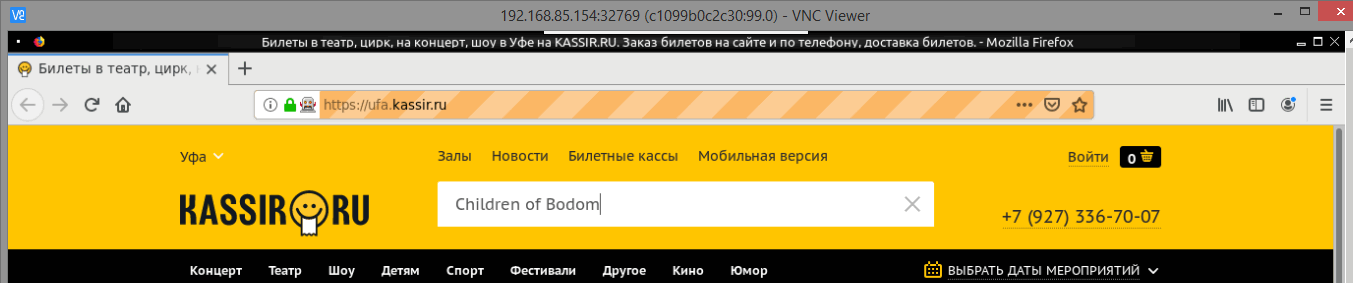 192.168.85.154:32769 (c1099b0c2c30:99.0) - VNC Viewer
Билеты в театр, цирк, на концерт, шоу в Уфе на KASSIR.RU. Заказ билетов на сайте и по телефону, доставка билетов. - Mozilla Firefox
Билеты в театр, цирк,
https://ufa.kassir.ru
Уфа Залы Новости Билетные кассы Мобильная версия Войти 0
KASSIR RU Children of Bodom +7 (927) 336-70-07
Концерт Театр Шоу Детям Спорт Фестивали Другое Кино Юмор ВЫБРАТЬ ДАТЫ МЕРОПРИЯТИЙ